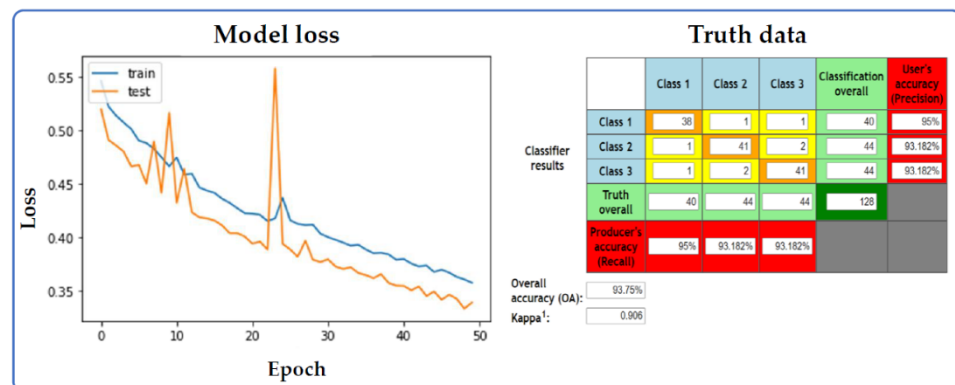 Model loss
train
test
0.55
0.50
0.45
0.40
0.35
Loss
0 10 20 30 40 50
Epoch
Truth data
Class 1 Class 2 Class 3 Classification overall User's accuracy (Precision)
Classifier results
Class 1 38 1 1 40 95%
Class 2 1 41 2 44 93.182%
Class 3 1 2 41 44 93.182%
Truth overall 40 44 44 128
Producer's accuracy (Recall) 95% 93.182% 93.182%
Overall accuracy (OA): 93.75%
Kappa¹: 0.906